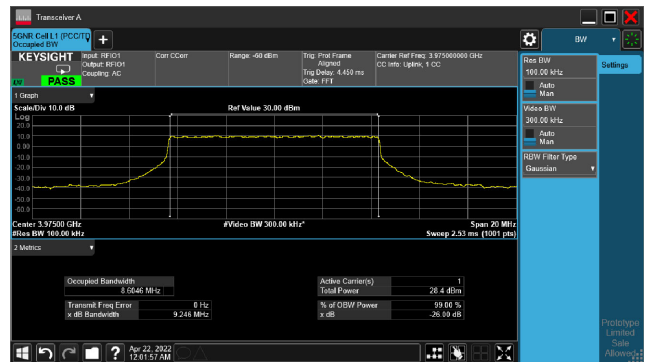 Transceiver A
5GNR Cell L1 (PCC/TD
Occupied BW
BW
KEYSIGHT
PASS
Input: RFIO1
Output: RFIO1
Coupling: AC
Corr CCorr
Range: -60 dBm
Trig: Prot Frame
Aligned
Trig Delay: 4.450 ms
Gate: FFT
Carrier Ref Freq: 3.975000000 GHz
CC Info: Uplink, 1 CC
1 Graph
Scale/Div 10.0 dB
Ref Value 30.00 dBm
Log
20.0
10.0
0.00
-10.0
-20.0
-30.0
-40.0
-50.0
-60.0
Center 3.97500 GHz
#Video BW 300.00 kHz*
Span 20 MHz
#Res BW 100.00 kHz
Sweep 2.53 ms (1001 pts)
2 Metrics
Occupied Bandwidth
8.6046 MHz
Active Carrier(s) 1
Total Power 28.4 dBm
Transmit Freq Error 0 Hz
x dB Bandwidth 9.246 MHz
% of OBW Power 99.00 %
x dB -26.00 dB
Apr 22, 2022
12:01:57 AM
Res BW
100.00 kHz
Auto
Man
Video BW
300.00 kHz
Auto
Man
RBW Filter Type
Gaussian
Settings
Prototype
Limited
Sale
Allowed